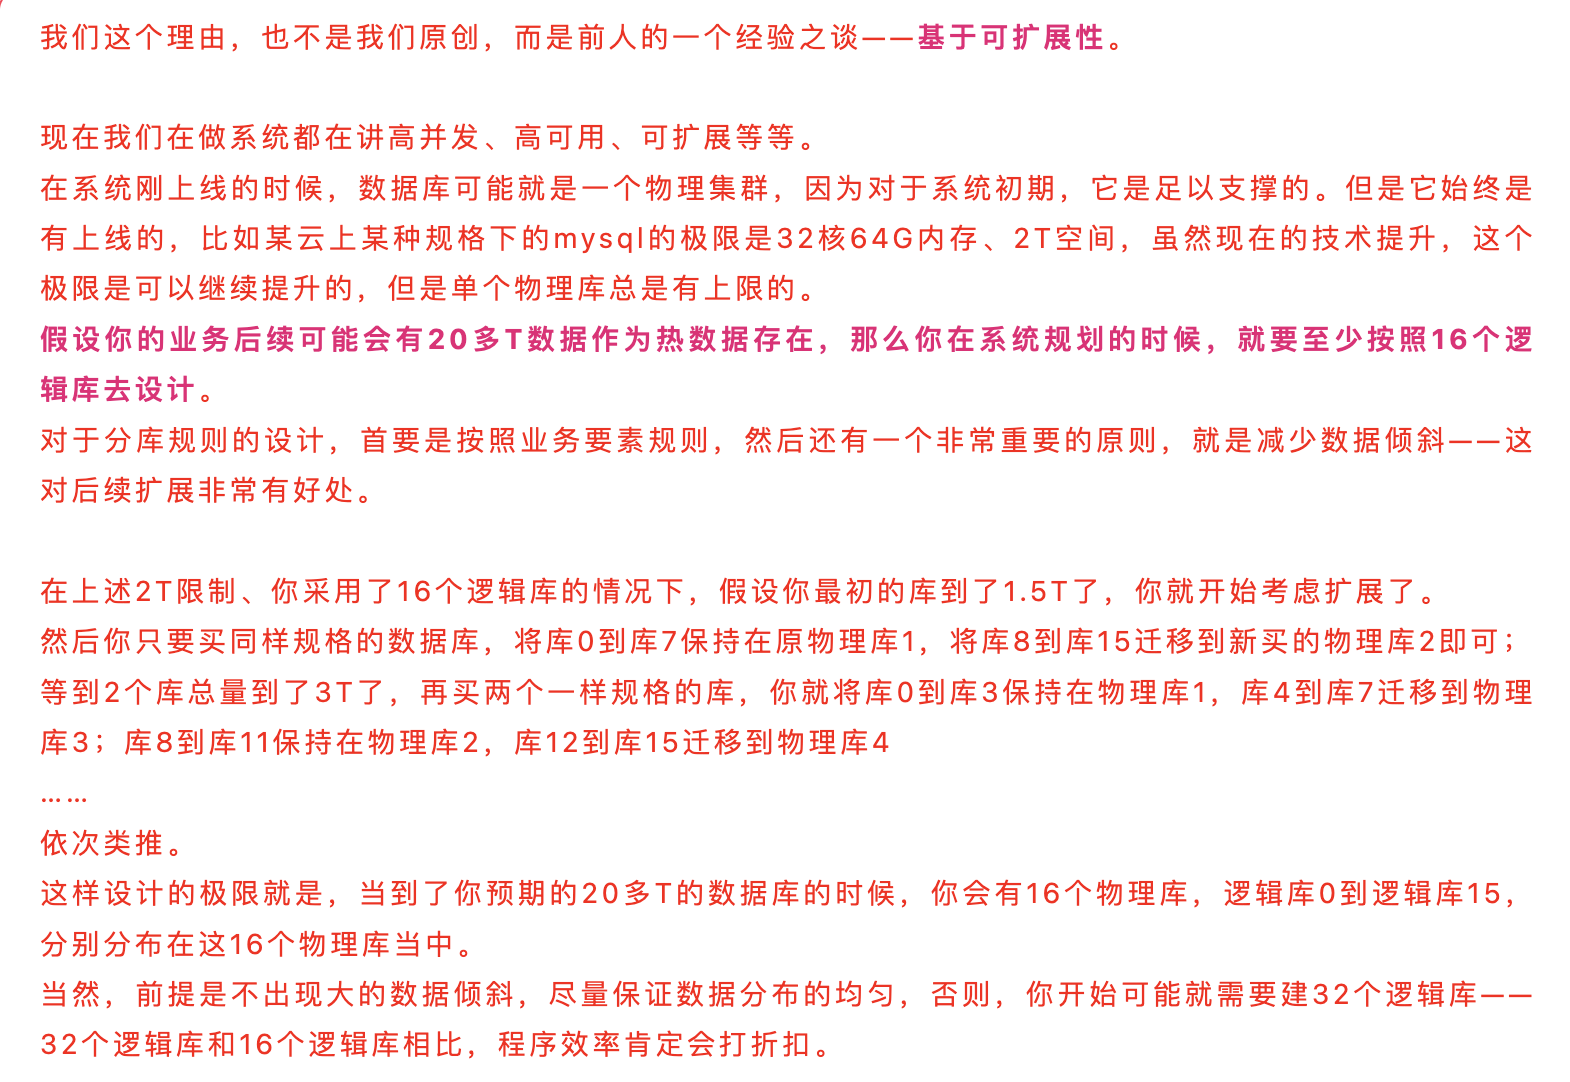 我们这个理由，也不是我们原创，而是前人的一个经验之谈——基于可扩展性。
现在我们在做系统都在讲高并发、高可用、可扩展等等。
在系统刚上线的时候，数据库可能就是一个物理集群，因为对于系统初期，它是足以支撑的。但是它始终是
有上线的，比如某云上某种规格下的mysql的极限是32核64G内存、2T空间，虽然现在的技术提升，这个
极限是可以继续提升的，但是单个物理库总是有上限的。
假设你的业务后续可能会有20多T数据作为热数据存在，那么你在系统规划的时候，就要至少按照16个逻
辑库去设计。
对于分库规则的设计，首要是按照业务要素规则，然后还有一个非常重要的原则，就是减少数据倾斜——这
对后续扩展非常有好处。
在上述2T限制、你采用了16个逻辑库的情况下，假设你最初的库到了1.5T了，你就开始考虑扩展了。
然后你只要买同样规格的数据库，将库0到库7保持在原物理库1，将库8到库15迁移到新买的物理库2即可；
等到2个库总量到了3T了，再买两个一样规格的库，你就将库0到库3保持在物理库1，库4到库7迁移到物理
库3；库8到库11保持在物理库2，库12到库15迁移到物理库4
……
依次类推。
这样设计的极限就是，当到了你预期的20多T的数据库的时候，你会有16个物理库，逻辑库0到逻辑库15，
分别分布在这16个物理库当中。
当然，前提是不出现大的数据倾斜，尽量保证数据分布的均匀，否则，你开始可能就需要建32个逻辑库——
32个逻辑库和16个逻辑库相比，程序效率肯定会打折扣。